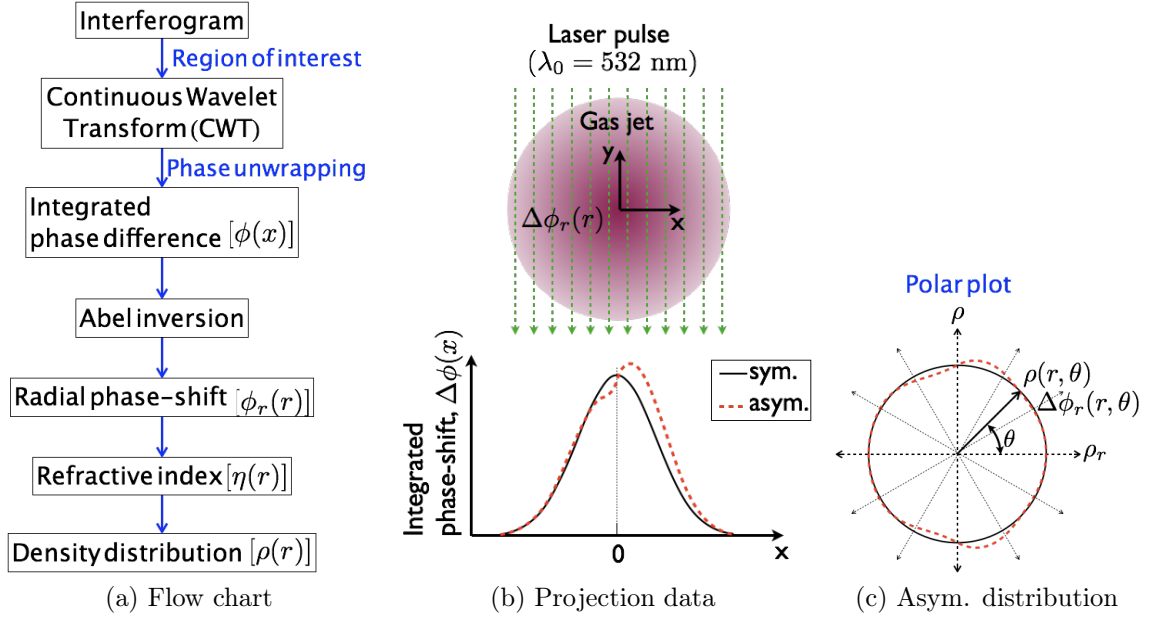 Interferogram
Region of interest
Continuous Wavelet
Transform (CWT)
Phase unwrapping
Integrated
phase difference [ϕ(x)]
Abel inversion
Radial phase-shift [ϕ_r(r)]
Refractive index [η(r)]
Density distribution [ρ(r)]
(a) Flow chart
Laser pulse
(λ₀ = 532 nm)
Gas jet
y
x
Δϕ_r(r)
Integrated
phase-shift, Δϕ(x)
sym.
asym.
0
x
(b) Projection data
Polar plot
ρ
ρ(r, θ)
Δϕ_r(r, θ)
θ
ρ_r
(c) Asym. distribution